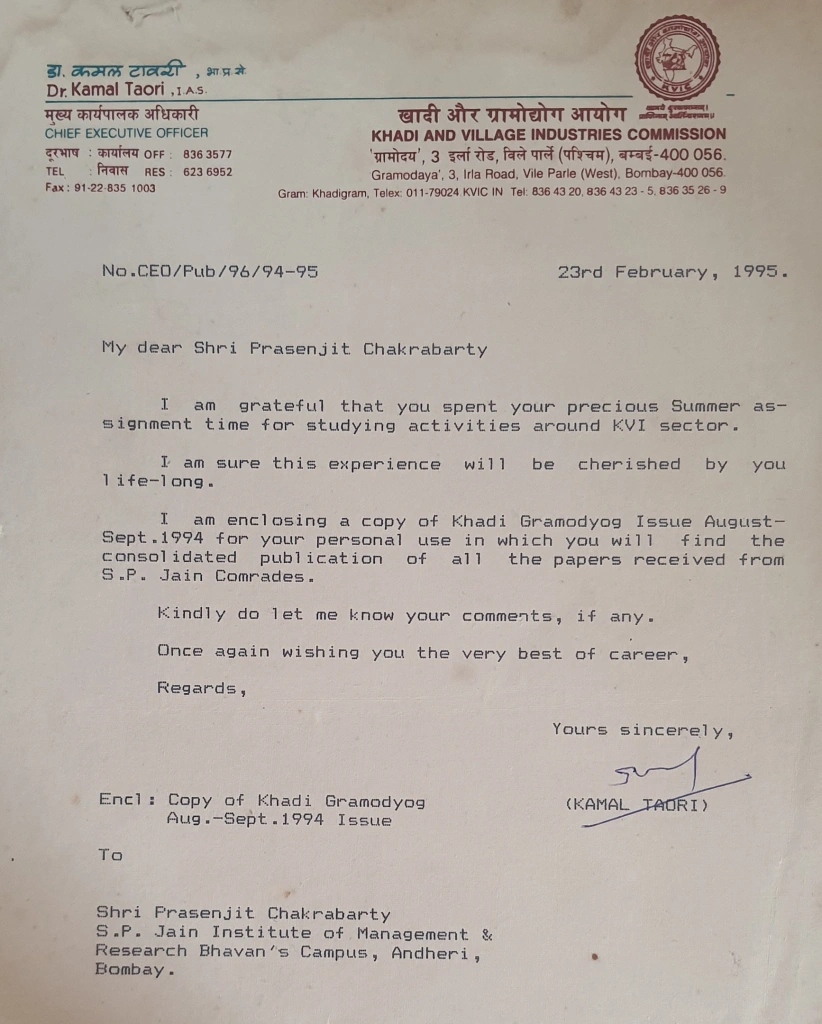 डा. कमल टावरी, भा.प्र.से.
Dr. Kamal Taori, I.A.S.
मुख्य कार्यपालक अधिकारी
CHIEF EXECUTIVE OFFICER
दूरभाष : कार्यालय OFF : 836 3577
TEL : निवास RES : 623 6952
Fax : 91-22-835 1003
KVIC
खादी और ग्रामोद्योग आयोग
KHADI AND VILLAGE INDUSTRIES COMMISSION
'ग्रामोदय', 3 इर्ला रोड, विले पार्ले (पश्चिम), बम्बई-400 056.
Gramodaya', 3, Irla Road, Vile Parle (West), Bombay-400 056.
Gram: Khadigram, Telex: 011-79024 KVIC IN Tel: 836 43 20, 836 43 23 - 5, 836 35 26 - 9
No.CEO/Pub/96/94-95 23rd February, 1995.
My dear Shri Prasenjit Chakrabarty
I am grateful that you spent your precious Summer as-
signment time for studying activities around KVI sector.
I am sure this experience will be cherished by you
life-long.
I am enclosing a copy of Khadi Gramodyog Issue August-
Sept.1994 for your personal use in which you will find the
consolidated publication of all the papers received from
S.P. Jain Comrades.
Kindly do let me know your comments, if any.
Once again wishing you the very best of career,
Regards,
Yours sincerely,
(KAMAL TAORI)
Encl: Copy of Khadi Gramodyog
Aug.-Sept.1994 Issue
To
Shri Prasenjit Chakrabarty
S.P. Jain Institute of Management &
Research Bhavan's Campus, Andheri,
Bombay.